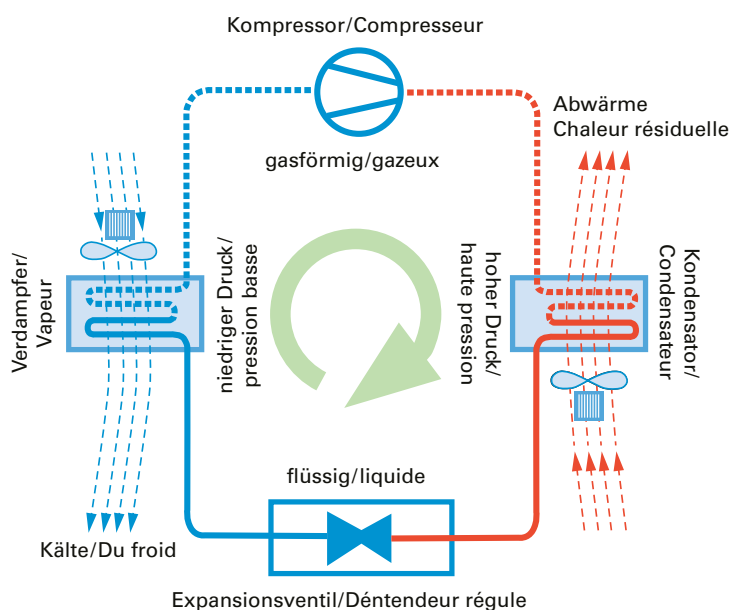 Kompressor/Compresseur
Abwärme
Chaleur résiduelle
gasförmig/gazeux
Verdampfer/
Vapeur
niedriger Druck/
pression basse
hoher Druck/
haute pression
Kondensator/
Condensateur
flüssig/liquide
Kälte/Du froid
Expansionsventil/Déntendeur régule